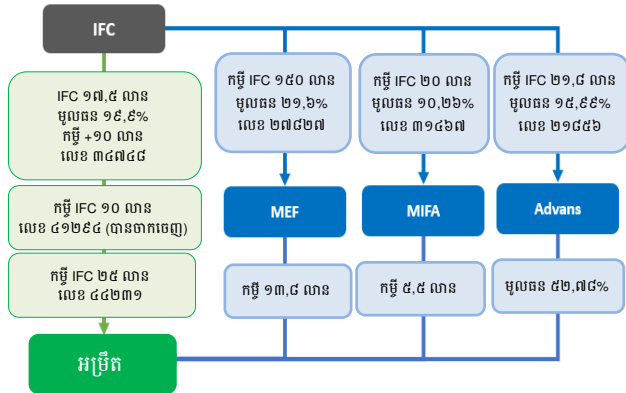 IFC
IFC ១៧,៥ លាន
មូលធន ១៩,៩%
កម្ចី +១០ លាន
លេខ ៣៤៧៤៨
កម្ចី IFC ១០ លាន
លេខ ៤១២៩៤ (បានចាកចេញ)
កម្ចី IFC ២៥ លាន
លេខ ៤៤២៣១
អម្រឹត
កម្ចី IFC ១៥០ លាន
មូលធន ២១,៦%
លេខ ២៧៨២៧
MEF
កម្ចី ១៣,៨ លាន
កម្ចី IFC ២០ លាន
មូលធន ១០,២៦%
លេខ ៣១៤៦៧
MIFA
កម្ចី ៥,៥ លាន
កម្ចី IFC ២១,៨ លាន
មូលធន ១៥,៩៩%
លេខ ២១៨៥៦
Advans
មូលធន ៥២,៧៨%